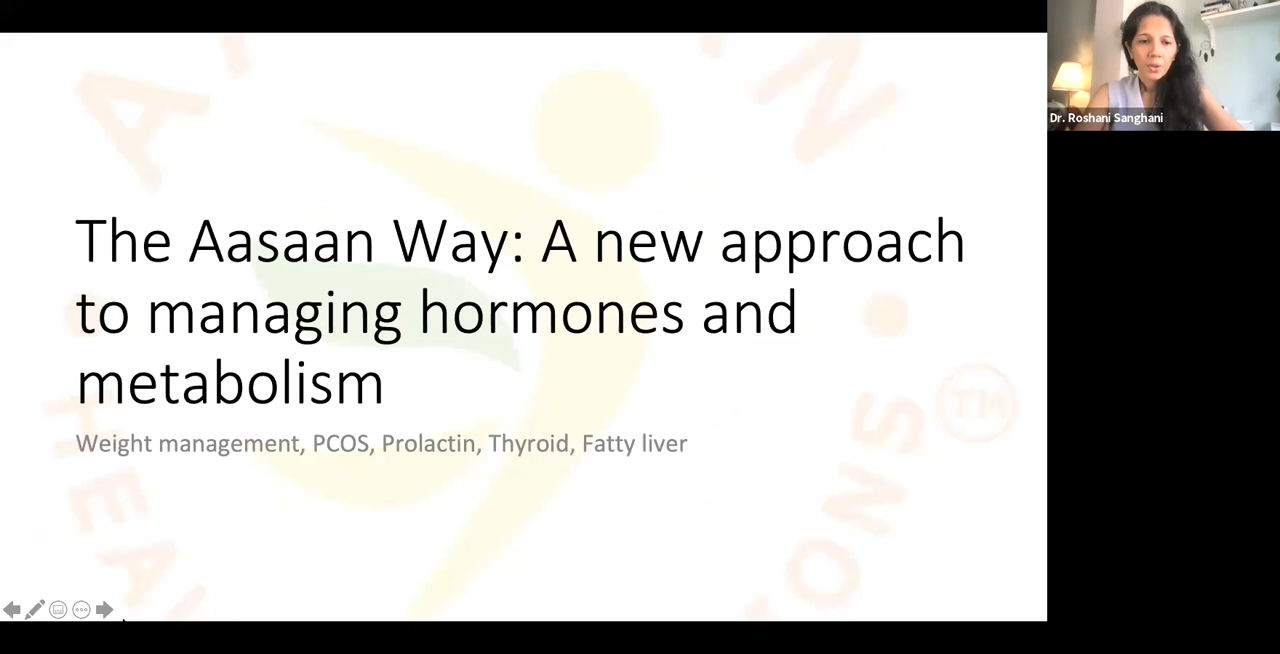 The Aasaan Way: A new approach
to managing hormones and
metabolism
Weight management, PCOS, Prolactin, Thyroid, Fatty liver
Dr. Roshani Sanghani
TM